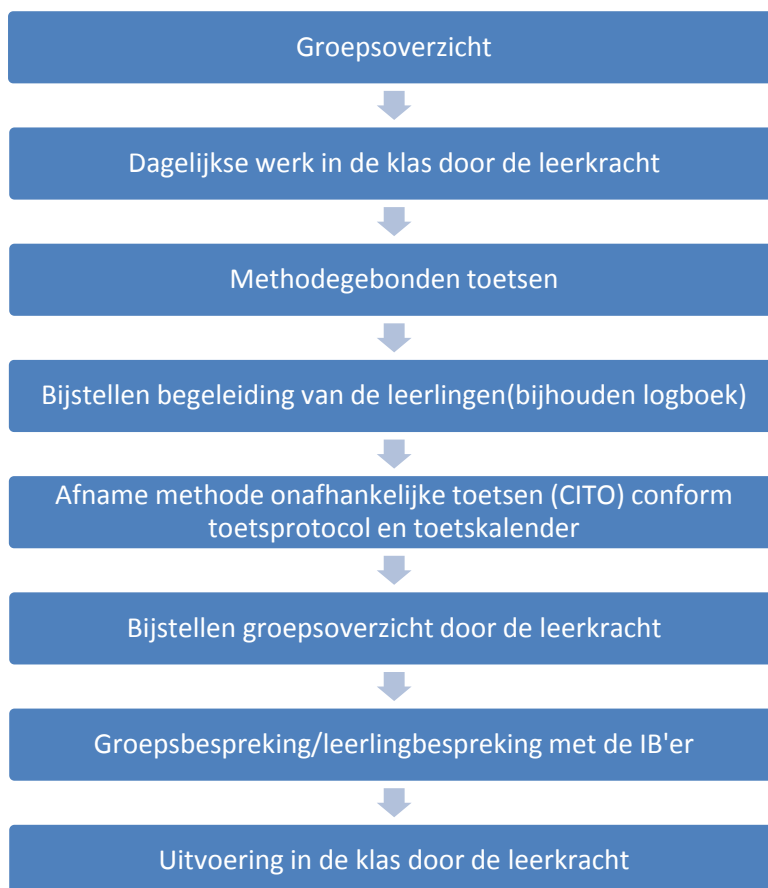 Groepsoverzicht
Dagelijkse werk in de klas door de leerkracht
Methodegebonden toetsen
Bijstellen begeleiding van de leerlingen(bijhouden logboek)
Afname methode onafhankelijke toetsen (CITO) conform
toetsprotocol en toetskalender
Bijstellen groepsoverzicht door de leerkracht
Groepsbespreking/leerlingbespreking met de IB'er
Uitvoering in de klas door de leerkracht